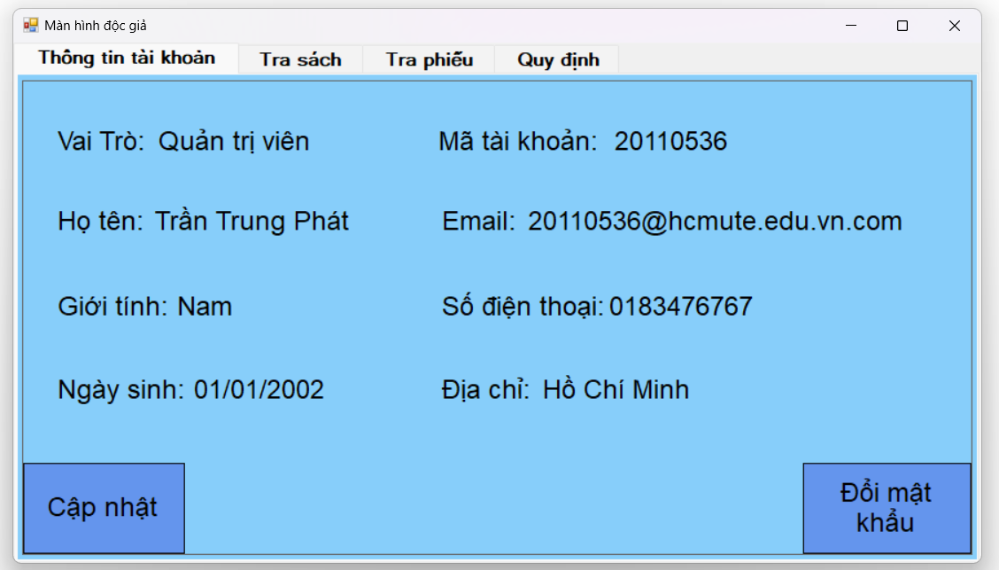 Màn hình độc giả
Thông tin tài khoản Tra sách Tra phiếu Quy định
Vai Trò: Quản trị viên Mã tài khoản: 20110536
Họ tên: Trần Trung Phát Email: 20110536@hcmute.edu.vn.com
Giới tính: Nam Số điện thoại: 0183476767
Ngày sinh: 01/01/2002 Địa chỉ: Hồ Chí Minh
Cập nhật
Đổi mật
khẩu